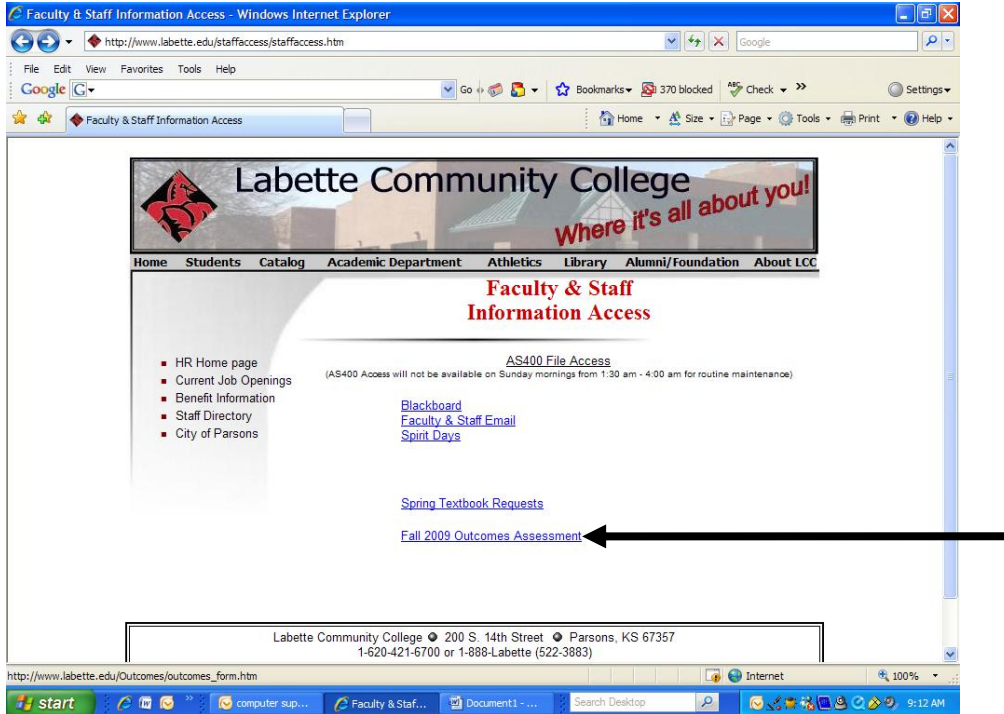 Faculty & Staff Information Access - Windows Internet Explorer
http://www.labette.edu/staffaccess/staffaccess.htm
Google
File Edit View Favorites Tools Help
Google G Go Bookmarks 370 blocked ABC Check » Settings
Faculty & Staff Information Access
Home Size Page Tools Print Help
Labette Community College
Where it's all about you!
Home Students Catalog Academic Department Athletics Library Alumni/Foundation About LCC
Faculty & Staff
Information Access
HR Home page
Current Job Openings
Benefit Information
Staff Directory
City of Parsons
AS400 File Access
(AS400 Access will not be available on Sunday mornings from 1:30 am - 4:00 am for routine maintenance)
Blackboard
Faculty & Staff Email
Spirit Days
Spring Textbook Requests
Fall 2009 Outcomes Assessment
Labette Community College 200 S. 14th Street Parsons, KS 67357
1-620-421-6700 or 1-888-Labette (522-3883)
http://www.labette.edu/Outcomes/outcomes_form.htm Internet 100%
start » computer sup... Faculty & Staf... Document1 - ... Search Desktop 9:12 AM